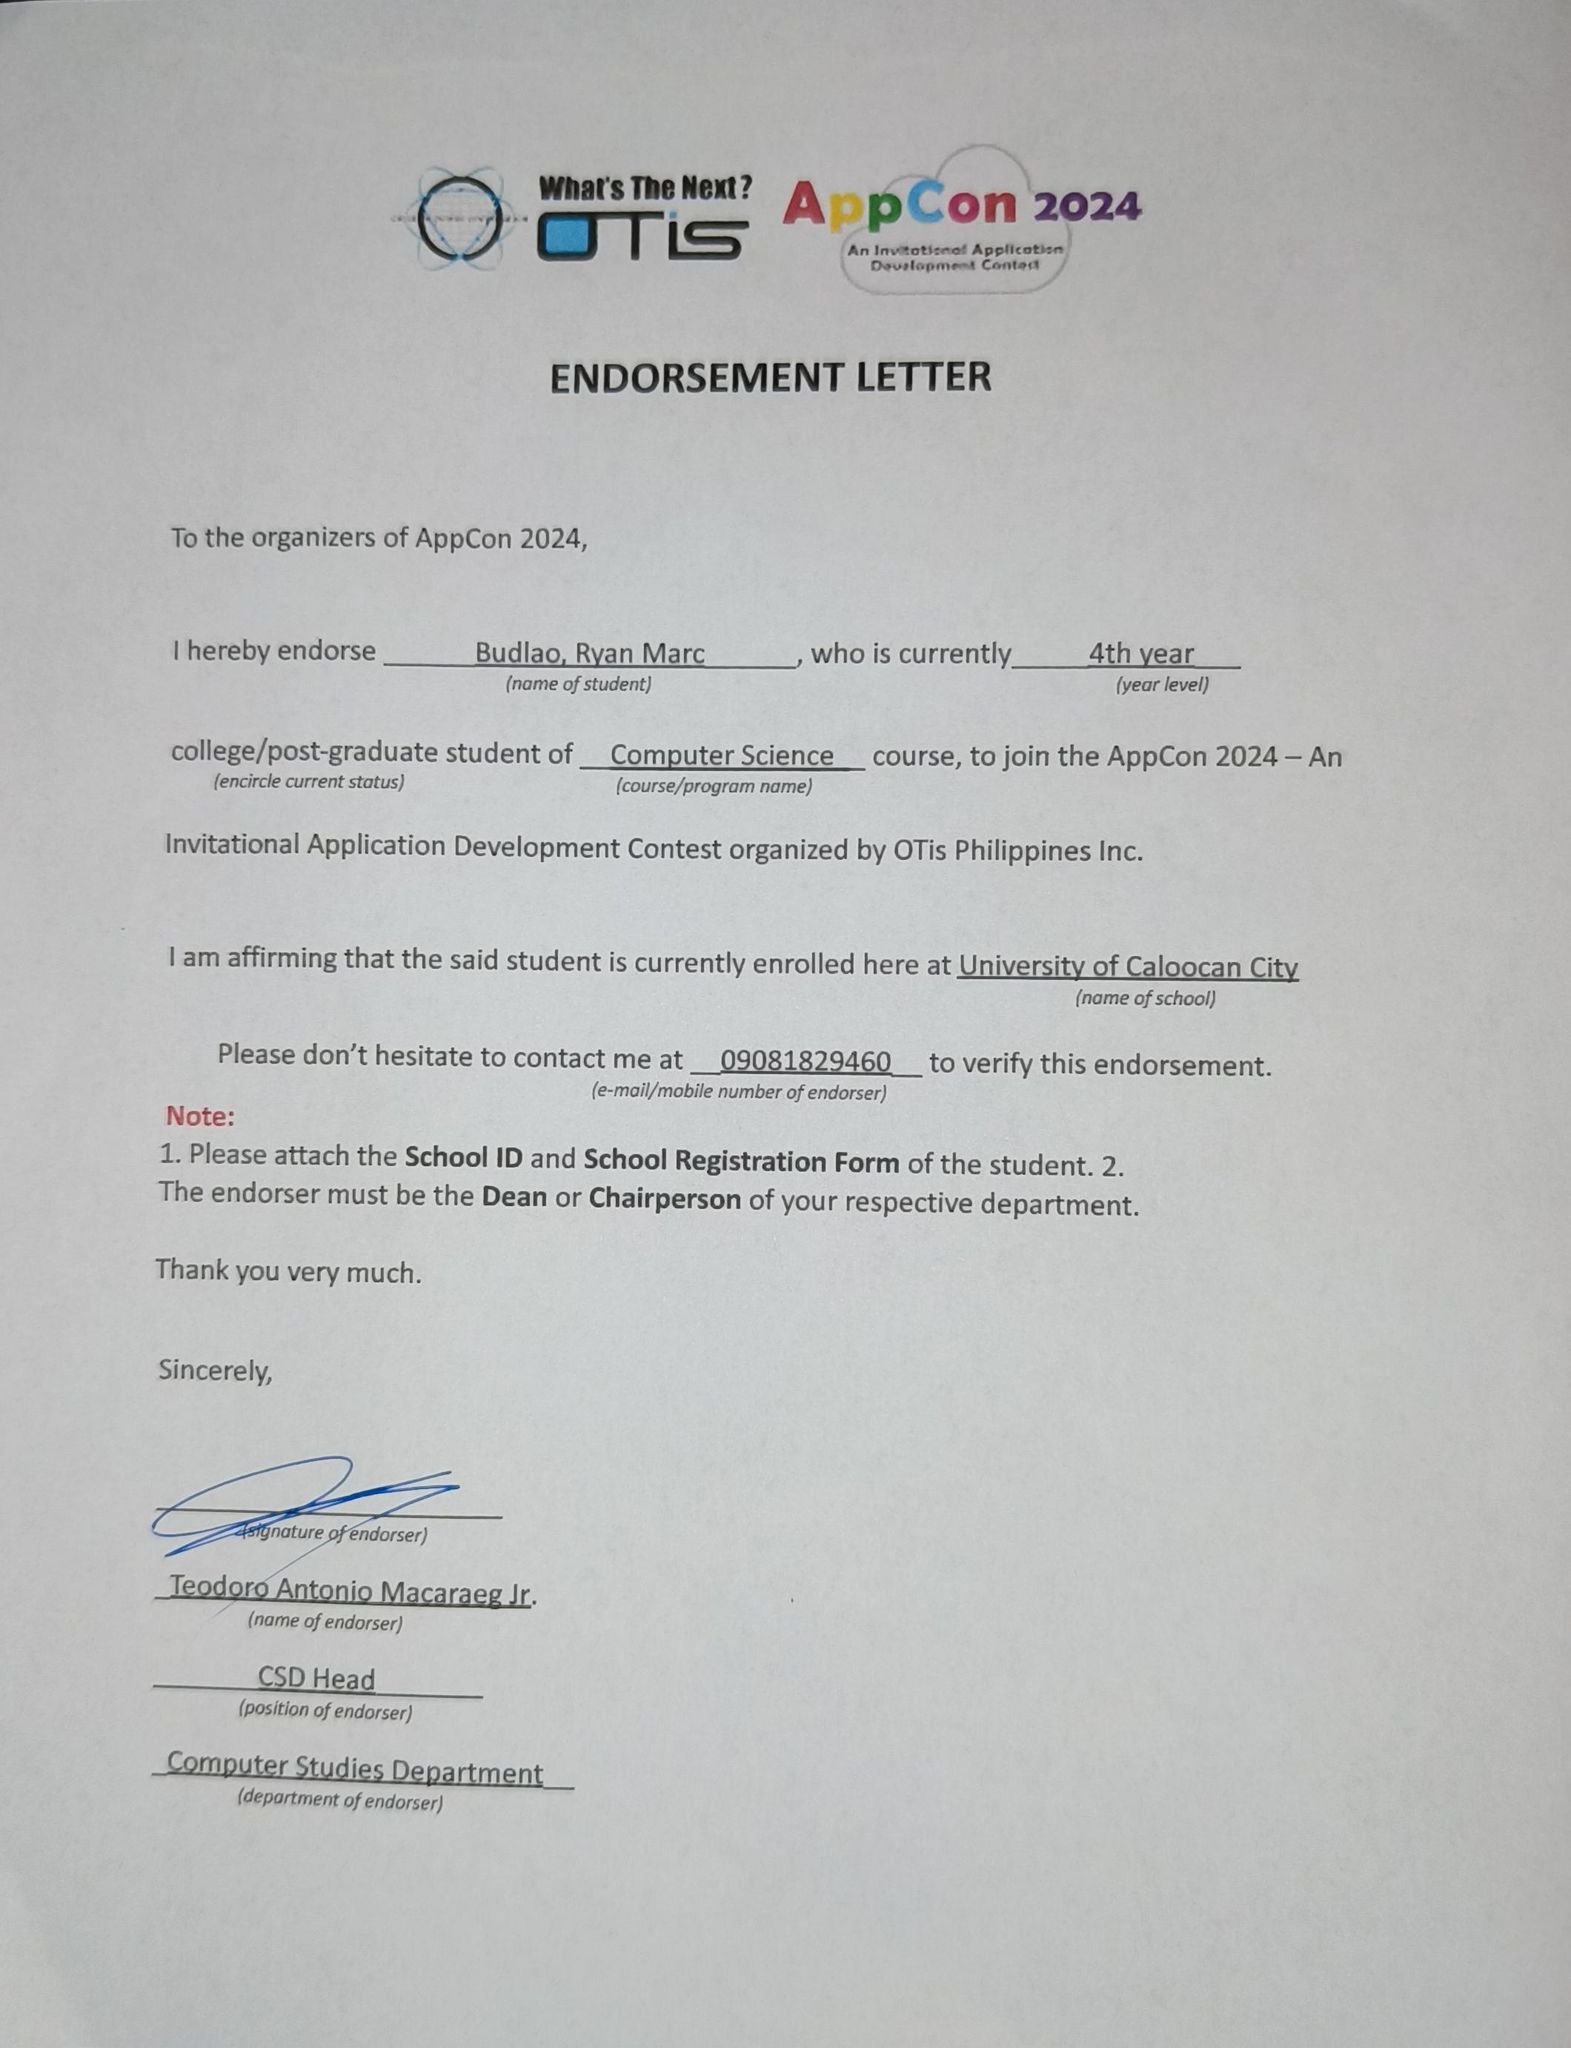 What's The Next?
OTis
AppCon 2024
An Invitational Application
Development Contest
ENDORSEMENT LETTER
To the organizers of AppCon 2024,
I hereby endorse Budlao, Ryan Marc, who is currently 4th year
(name of student) (year level)
college/post-graduate student of Computer Science course, to join the AppCon 2024 – An
(encircle current status) (course/program name)
Invitational Application Development Contest organized by OTis Philippines Inc.
I am affirming that the said student is currently enrolled here at University of Caloocan City
(name of school)
Please don't hesitate to contact me at 09081829460 to verify this endorsement.
(e-mail/mobile number of endorser)
Note:
1. Please attach the School ID and School Registration Form of the student. 2.
The endorser must be the Dean or Chairperson of your respective department.
Thank you very much.
Sincerely,
(signature of endorser)
Teodoro Antonio Macaraeg Jr.
(name of endorser)
CSD Head
(position of endorser)
Computer Studies Department
(department of endorser)